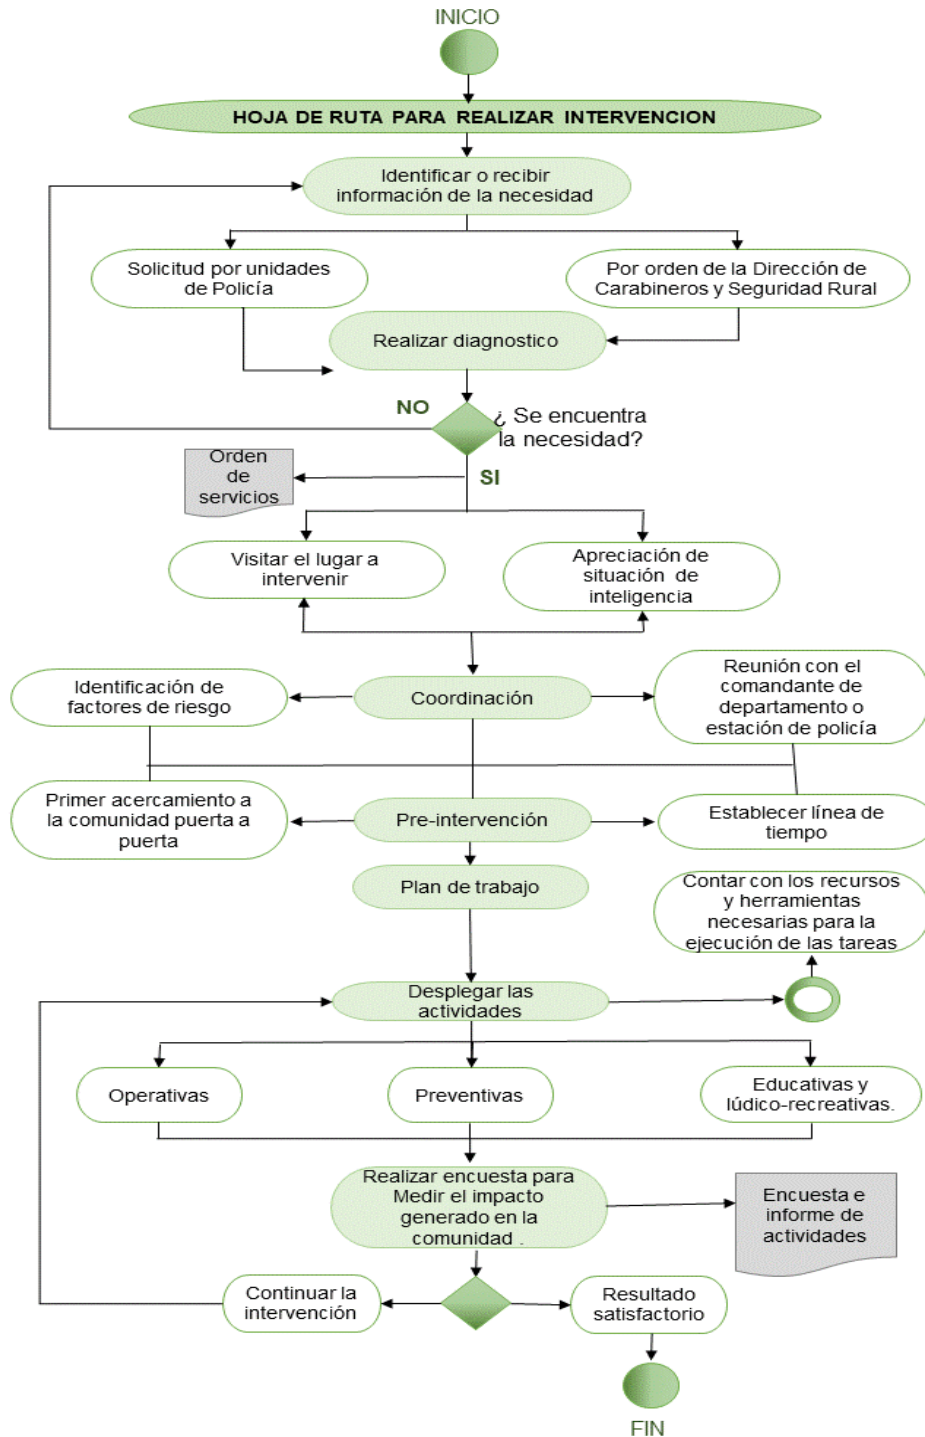 INICIO
HOJA DE RUTA PARA REALIZAR INTERVENCION
Identificar o recibir
información de la necesidad
Solicitud por unidades
de Policía
Por orden de la Dirección de
Carabineros y Seguridad Rural
Realizar diagnostico
NO
¿ Se encuentra
la necesidad?
SI
Orden
de
servicios
Visitar el lugar a
intervenir
Apreciación de
situación de
inteligencia
Identificación de
factores de riesgo
Coordinación
Reunión con el
comandante de
departamento o
estación de policía
Primer acercamiento a
la comunidad puerta a
puerta
Pre-intervención
Establecer línea de
tiempo
Plan de trabajo
Contar con los recursos
y herramientas
necesarias para la
ejecución de las tareas
Desplegar las
actividades
Operativas
Preventivas
Educativas y
lúdico-recreativas.
Realizar encuesta para
Medir el impacto
generado en la
comunidad .
Encuesta e
informe de
actividades
Continuar la
intervención
Resultado
satisfactorio
FIN